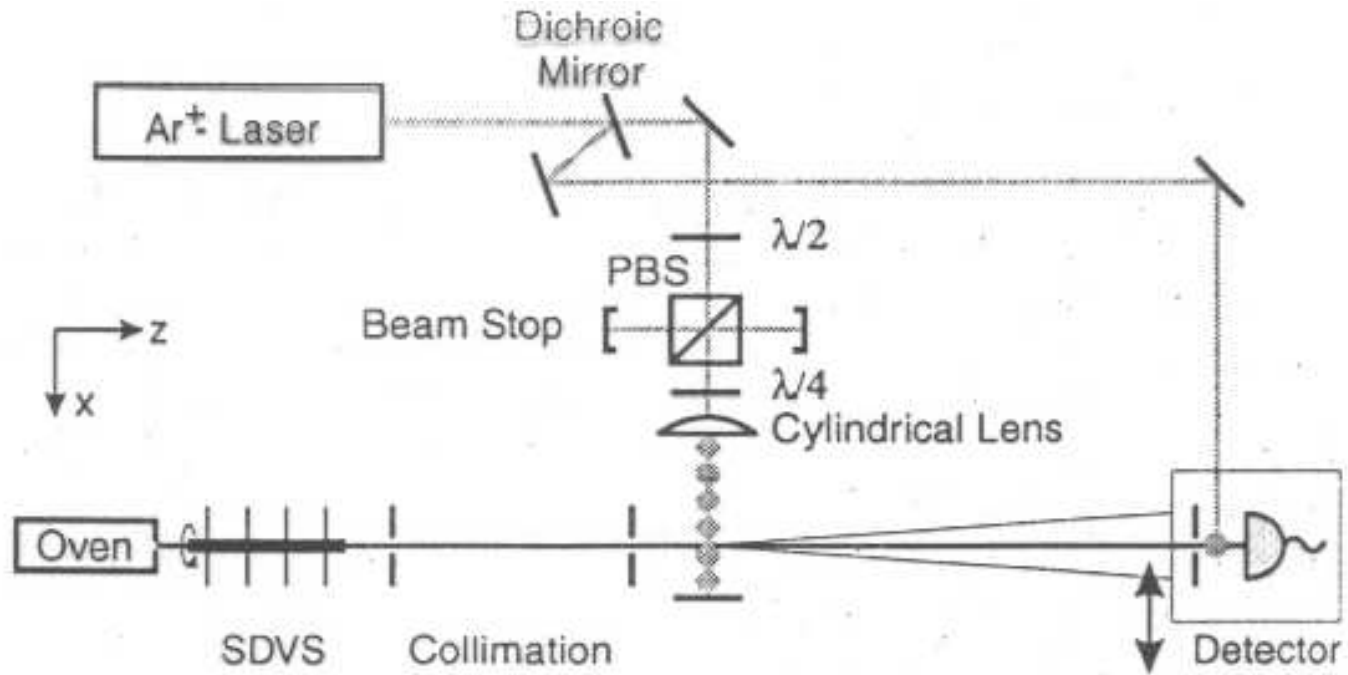 Dichroic
Mirror
Ar⁺- Laser
λ/2
PBS
Beam Stop
z
x
λ/4
Cylindrical Lens
Oven
SDVS
Collimation
Detector